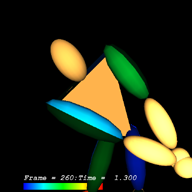 Frame = 260:Time =  1.300